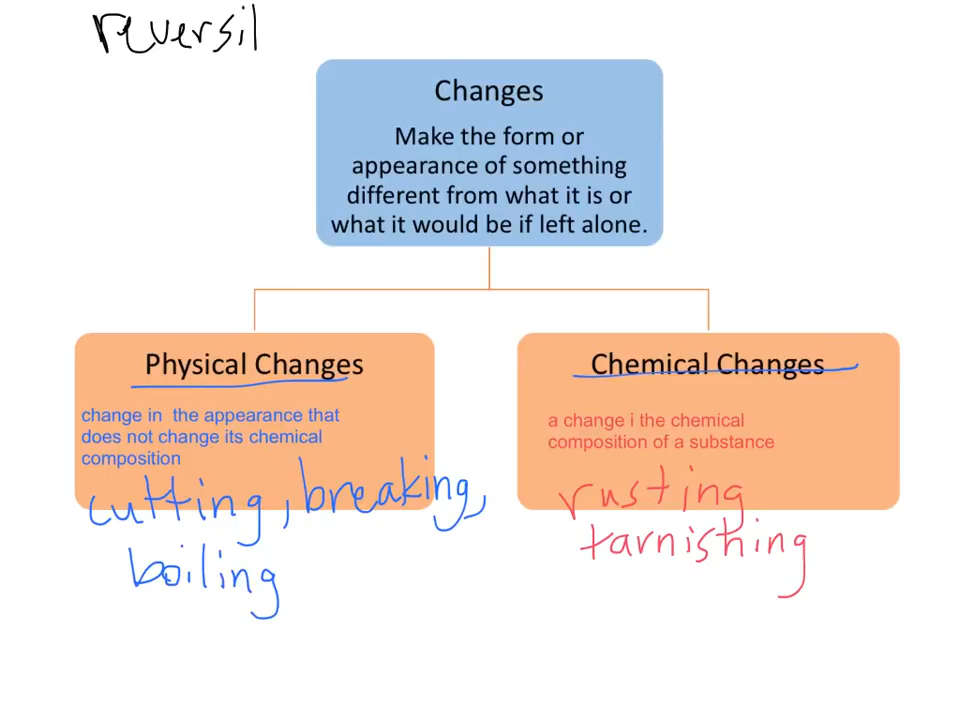 reversil
Changes
Make the form or
appearance of something
different from what it is or
what it would be if left alone.
Physical Changes
change in the appearance that
does not change its chemical
composition
cutting, breaking,
boiling
Chemical Changes
a change i the chemical
composition of a substance
rusting
tarnishing